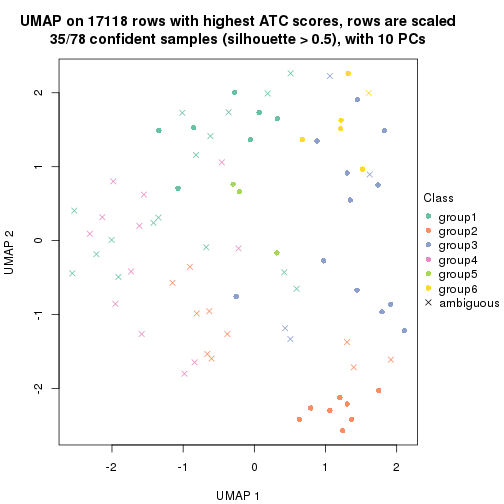 UMAP on 17118 rows with highest ATC scores, rows are scaled
35/78 confident samples (silhouette > 0.5), with 10 PCs
UMAP 2
2
1
0
-1
-2
-2
-1
0
1
2
UMAP 1
Class
group1
group2
group3
group4
group5
group6
ambiguous